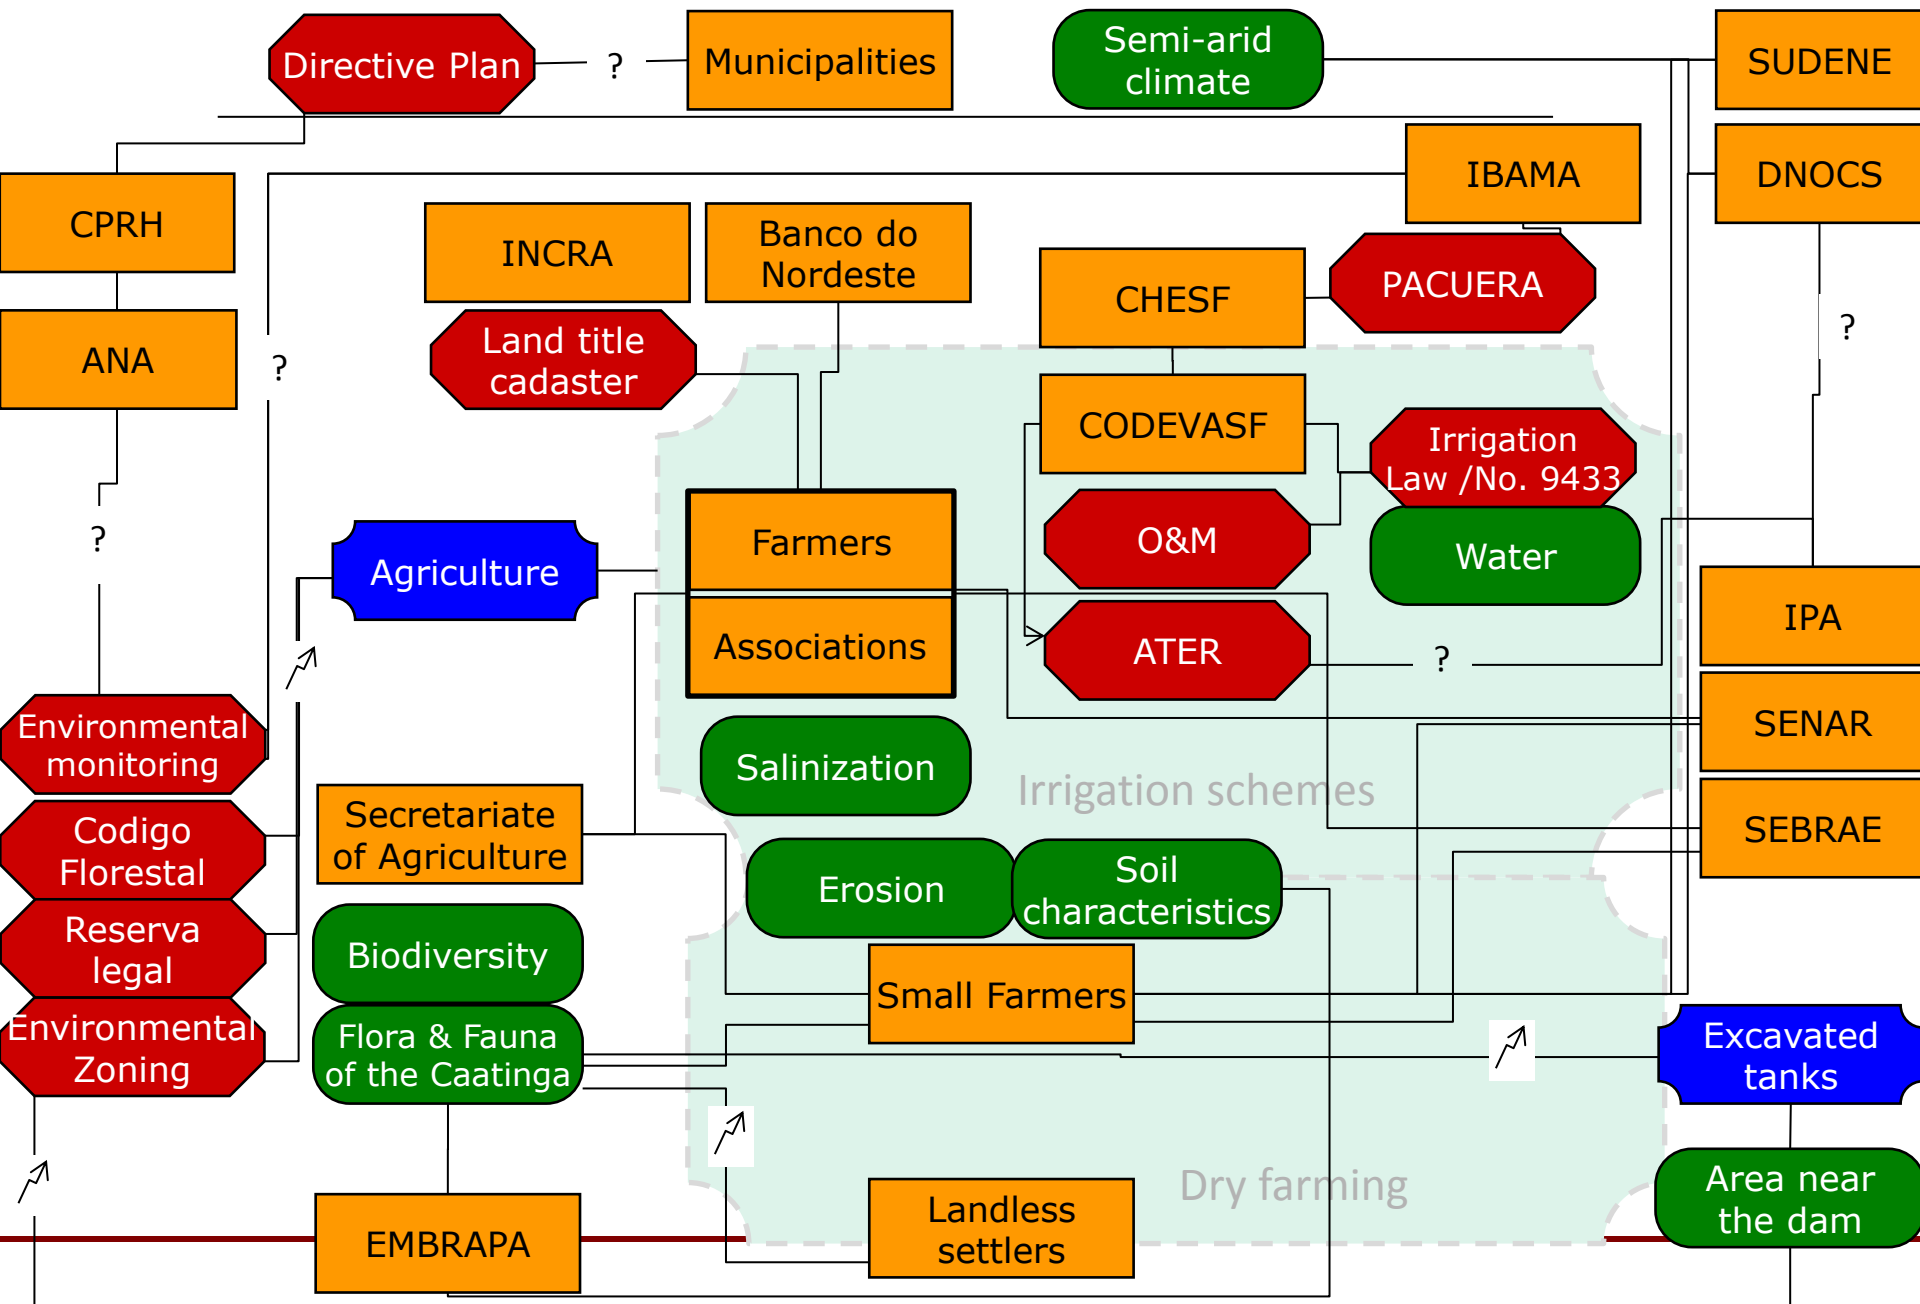 Directive Plan
?
Municipalities
Semi-arid
climate
SUDENE
CPRH
INCRA
Banco do
Nordeste
IBAMA
DNOCS
CHESF
PACUERA
ANA
?
Land title
cadaster
?
CODEVASF
Irrigation
Law /No. 9433
?
Agriculture
Farmers
O&M
Water
Associations
ATER
?
IPA
Environmental
monitoring
Salinization
Irrigation schemes
SENAR
Codigo
Florestal
Secretariate
of Agriculture
SEBRAE
Erosion
Soil
characteristics
Reserva
legal
Biodiversity
Small Farmers
Environmental
Zoning
Flora & Fauna
of the Caatinga
Excavated
tanks
Dry farming
Area near
the dam
EMBRAPA
Landless
settlers